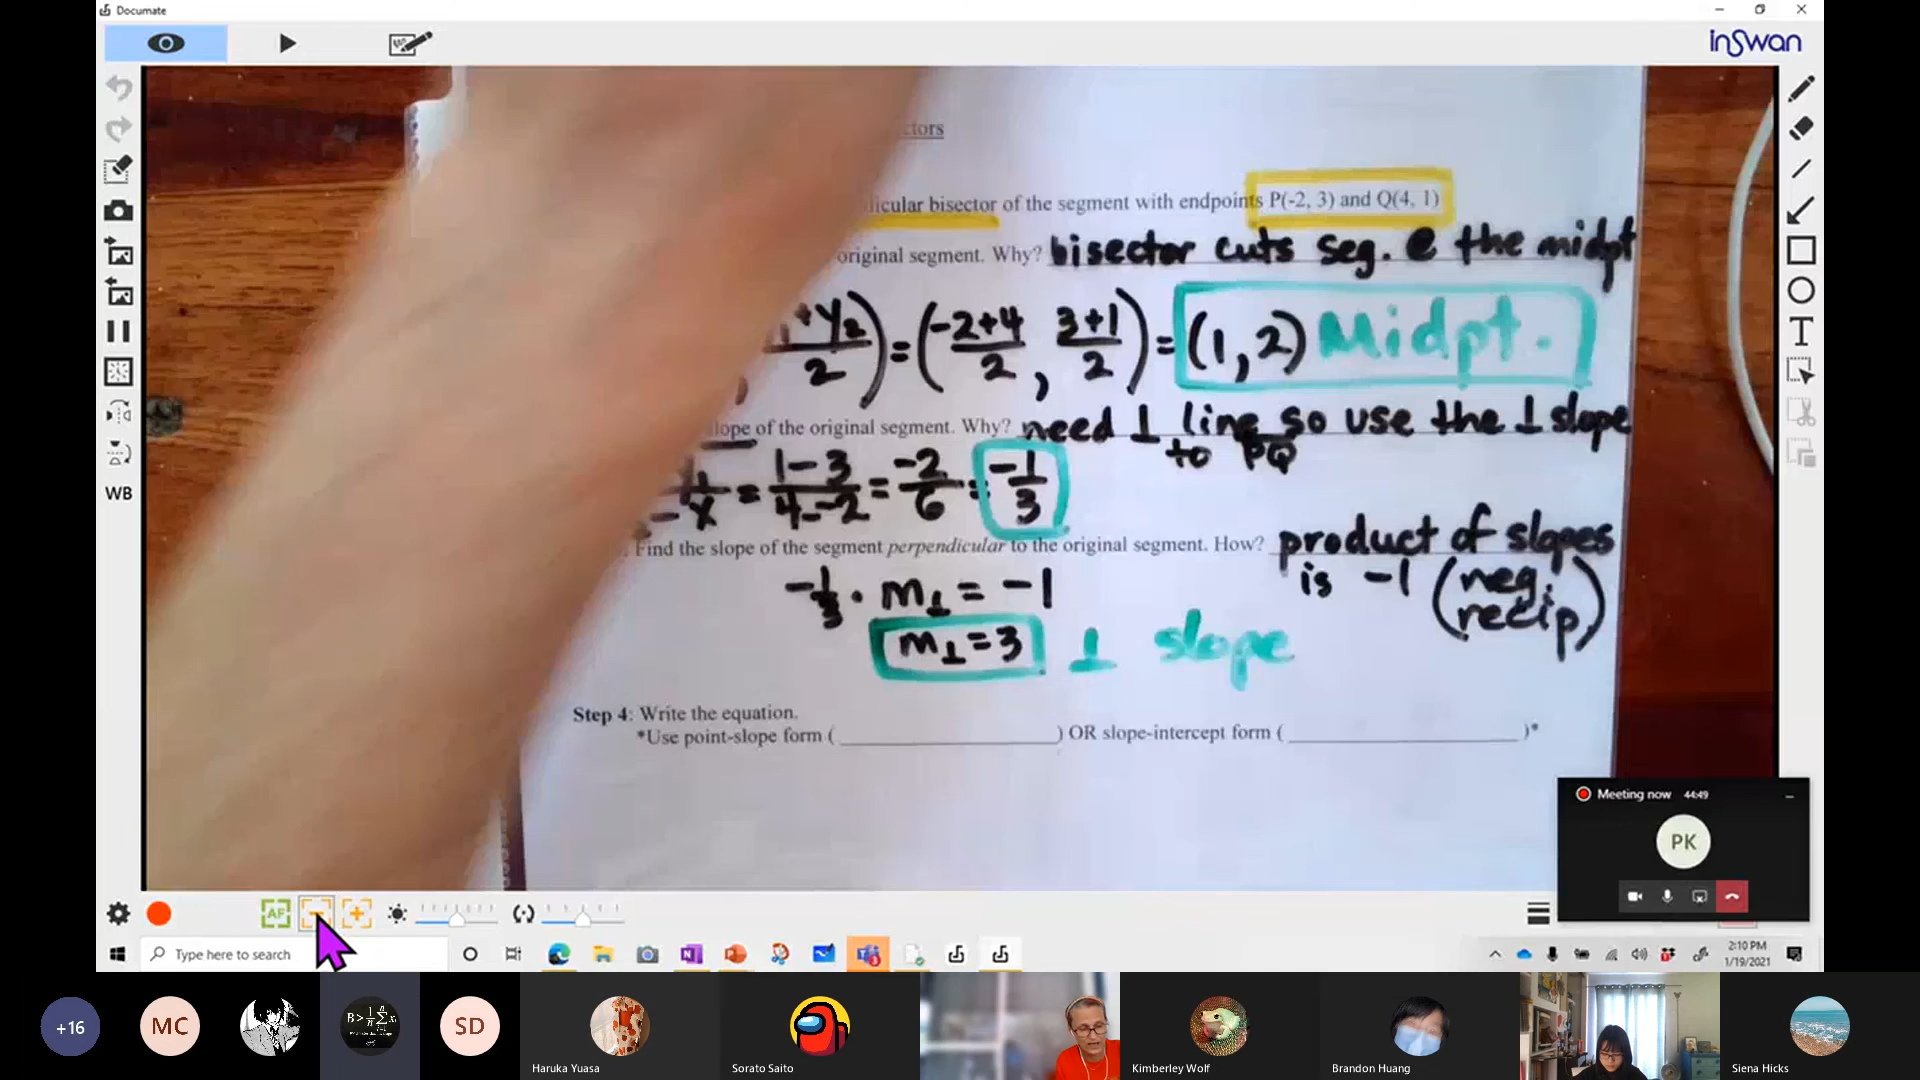 Documate
inSwan
ctors
dicular bisector of the segment with endpoints P(-2, 3) and Q(4, 1)
original segment. Why? bisector cuts seg. @ the midpt
+Y2 / 2) = (-2+4 / 2, 3+1 / 2) = (1, 2) Midpt.
lope of the original segment. Why? need ⊥ line so use the ⊥ slope
to PQ
= 1-3 / 4--2 = -2 / 6 = -1 / 3
Find the slope of the segment perpendicular to the original segment. How? product of slopes
is -1 (neg. recip)
-1/3 · m⊥ = -1
m⊥=3 ⊥ slope
Step 4: Write the equation.
*Use point-slope form ( ____________________ ) OR slope-intercept form ( ____________________ )*
WB
T
Meeting now 44:49
PK
AF
Type here to search
2:10 PM
1/19/2021
+16
MC
SD
Haruka Yuasa
Sorato Saito
Kimberley Wolf
Brandon Huang
Siena Hicks